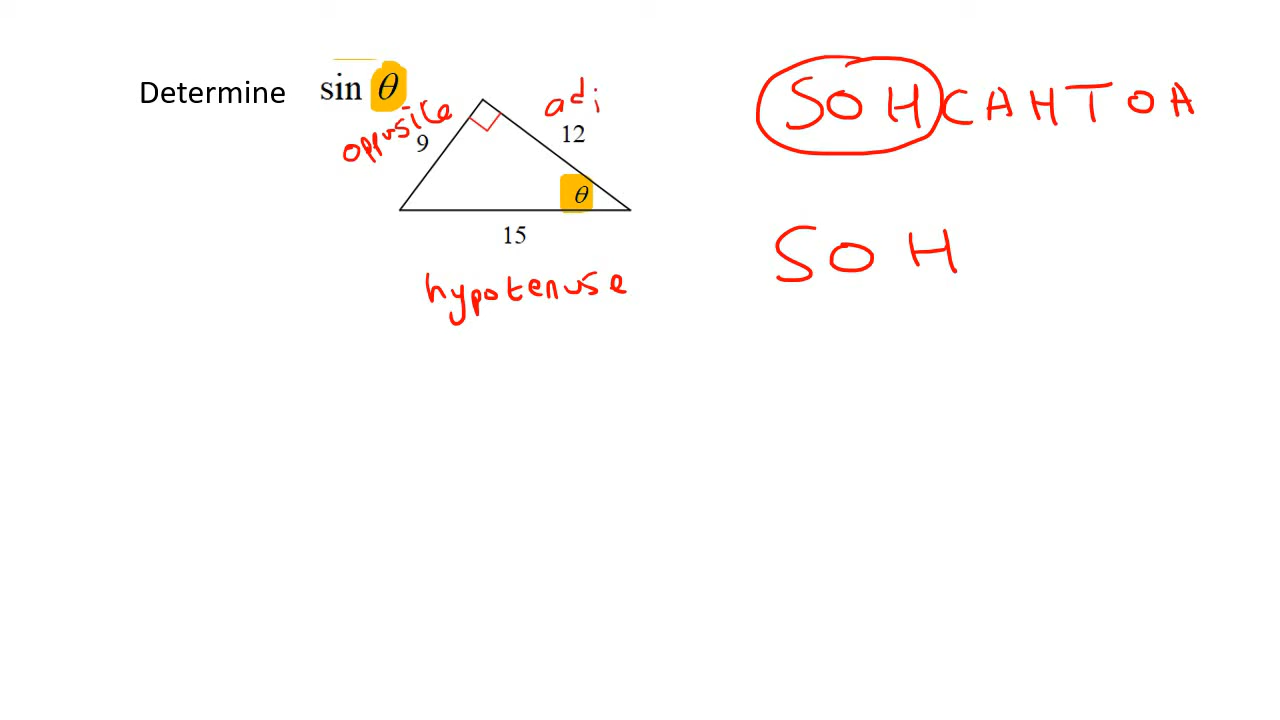 Determine sin θ
opposite
9
adj
12
θ
15
hypotenuse
SOHCAHTOA
SOH